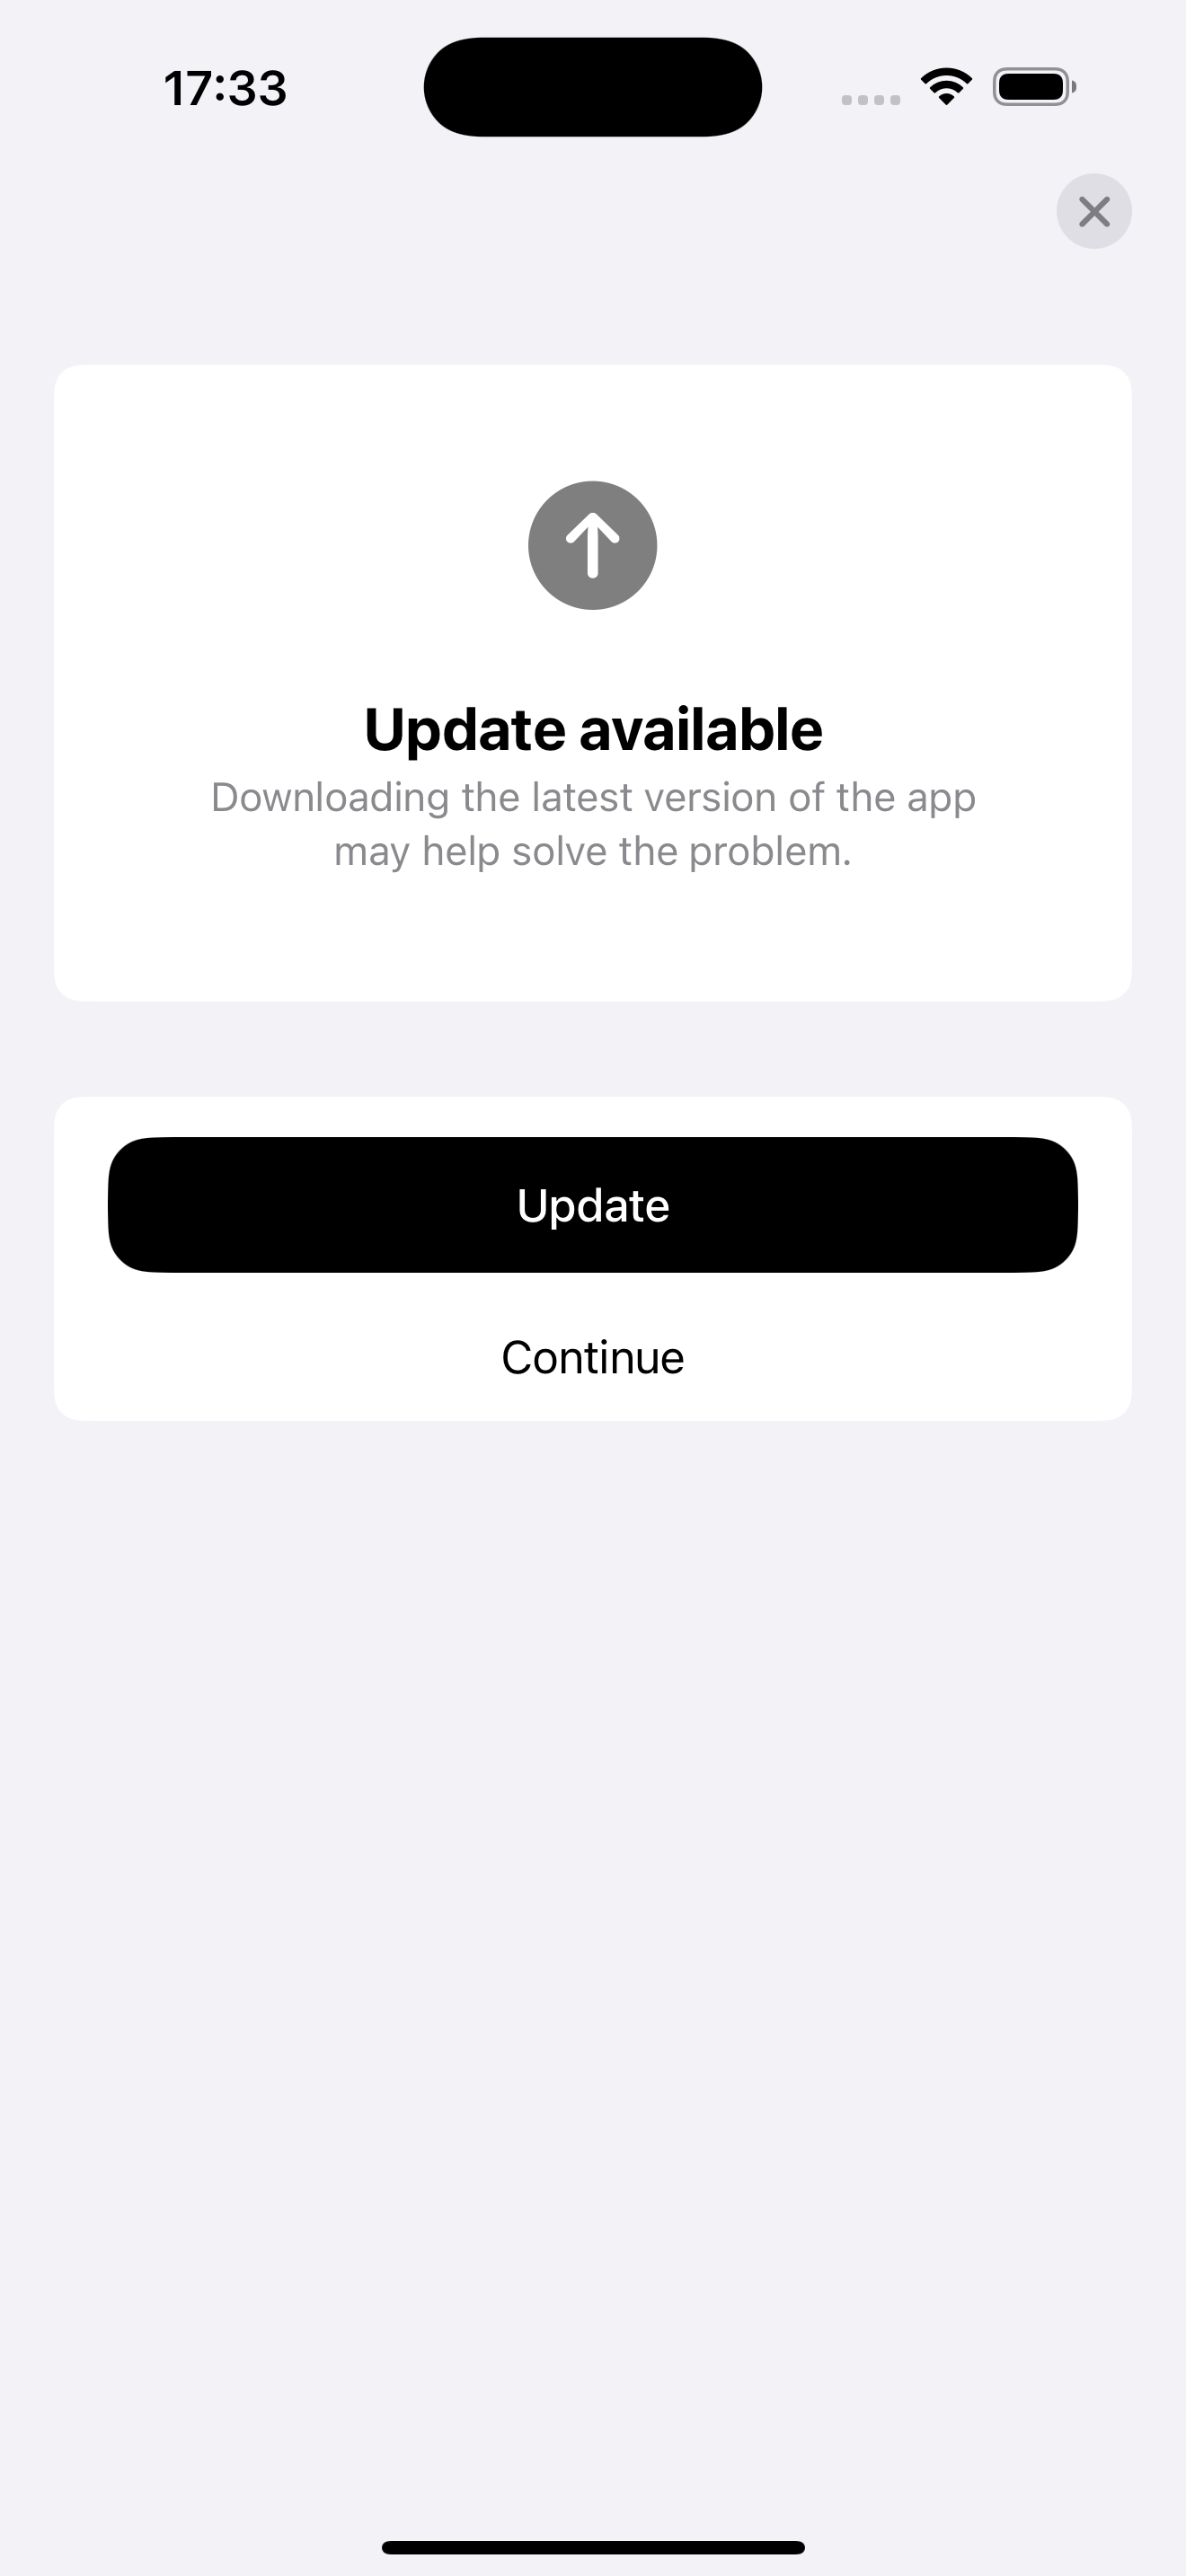 17:33
Update available
Downloading the latest version of the app
may help solve the problem.
Update
Continue